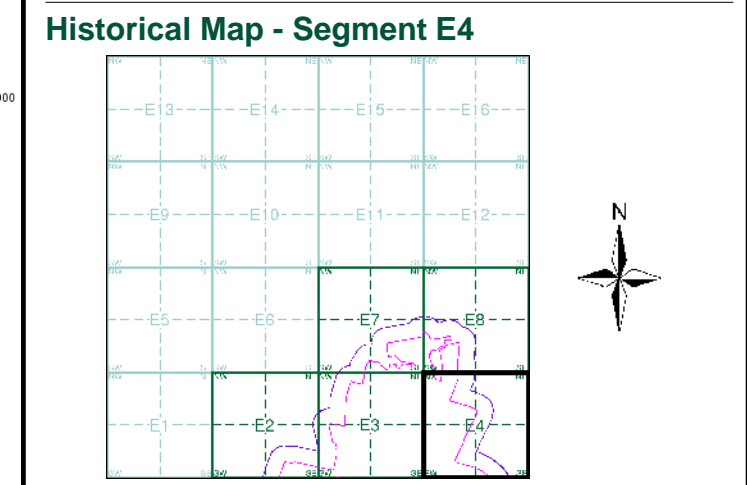 Historical Map - Segment E4
E13 E14 E15 E16
000
N
E9 E10 E11 E12
E5 E6 E7 E8
E1 E2 E3 E4